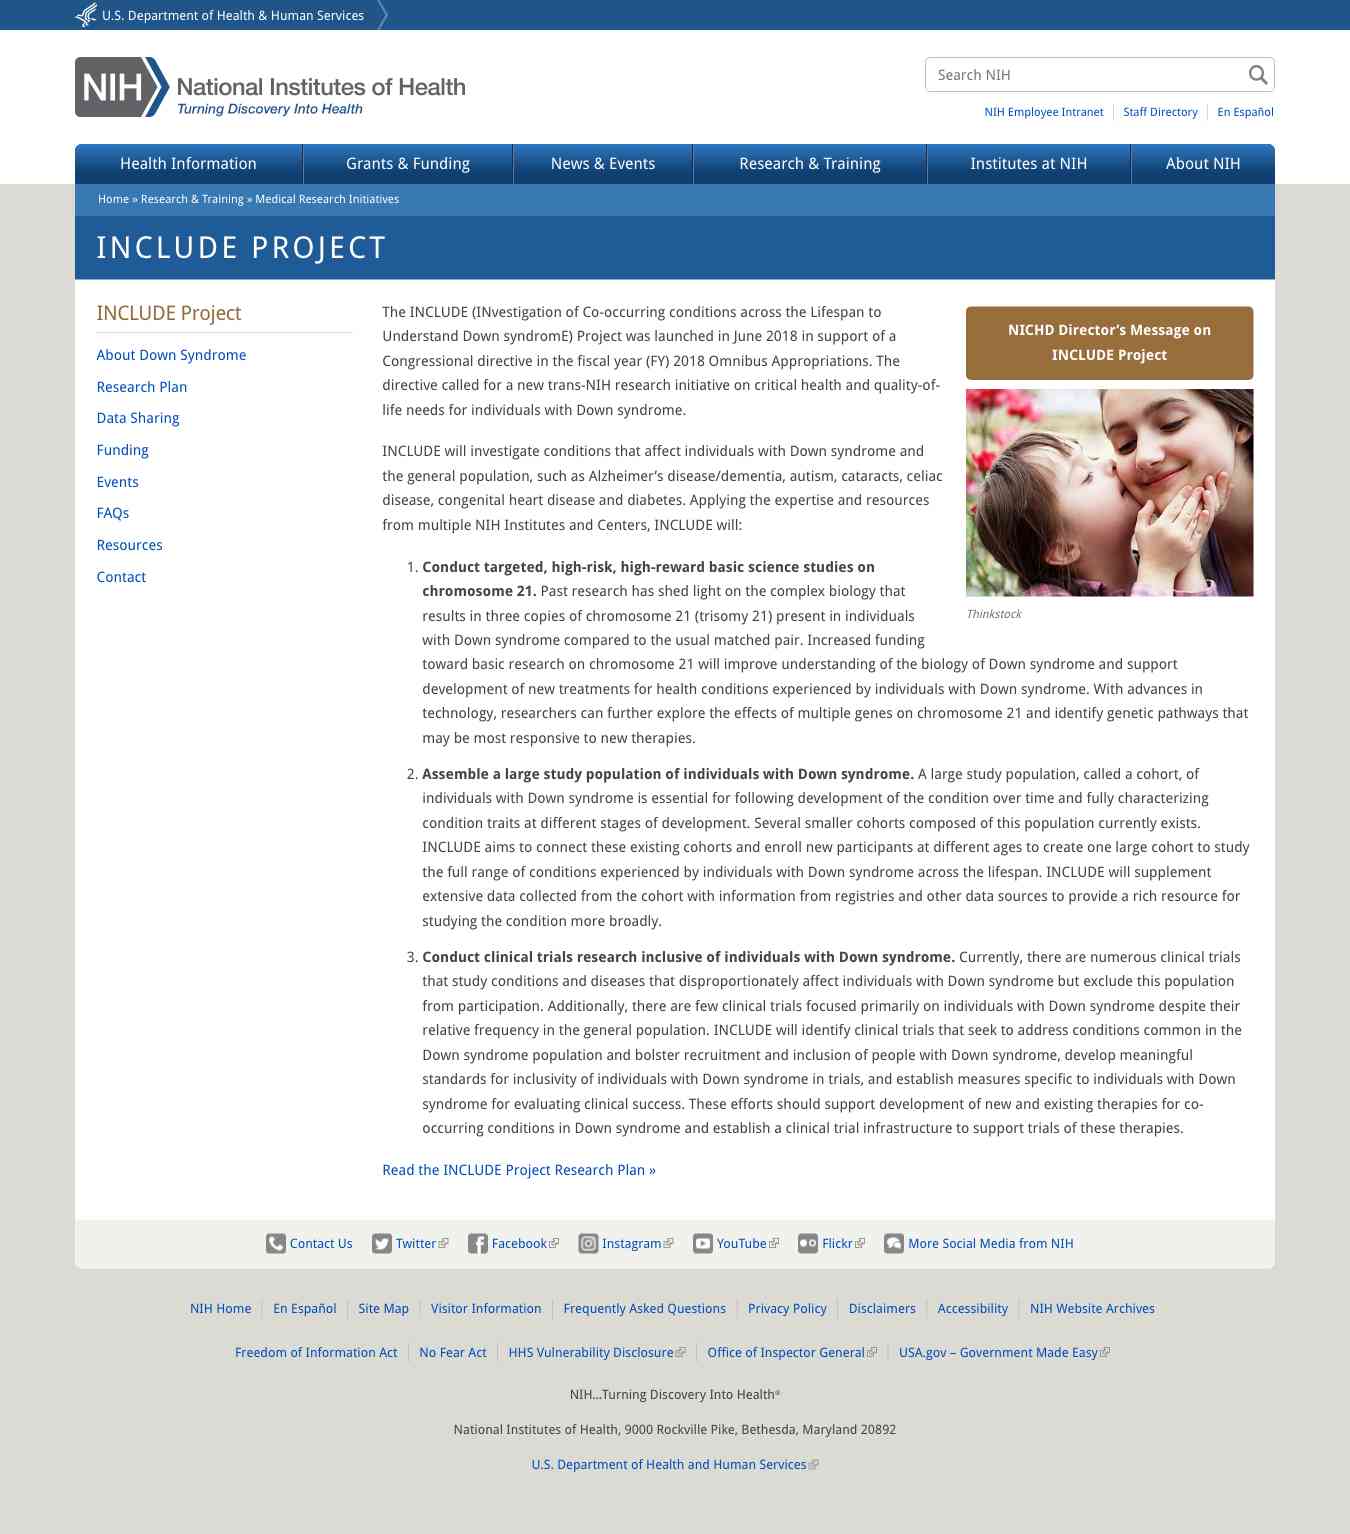 U.S. Department of Health & Human Services
NIH National Institutes of Health
Turning Discovery Into Health
Search NIH
NIH Employee Intranet
Staff Directory
En Español
Health Information
Grants & Funding
News & Events
Research & Training
Institutes at NIH
About NIH
Home » Research & Training » Medical Research Initiatives
INCLUDE PROJECT
INCLUDE Project
About Down Syndrome
Research Plan
Data Sharing
Funding
Events
FAQs
Resources
Contact
The INCLUDE (INvestigation of Co-occurring conditions across the Lifespan to
Understand Down syndromE) Project was launched in June 2018 in support of a
Congressional directive in the fiscal year (FY) 2018 Omnibus Appropriations. The
directive called for a new trans-NIH research initiative on critical health and quality-of-
life needs for individuals with Down syndrome.
INCLUDE will investigate conditions that affect individuals with Down syndrome and
the general population, such as Alzheimer’s disease/dementia, autism, cataracts, celiac
disease, congenital heart disease and diabetes. Applying the expertise and resources
from multiple NIH Institutes and Centers, INCLUDE will:
NICHD Director’s Message on
INCLUDE Project
Thinkstock
1. Conduct targeted, high-risk, high-reward basic science studies on
chromosome 21. Past research has shed light on the complex biology that
results in three copies of chromosome 21 (trisomy 21) present in individuals
with Down syndrome compared to the usual matched pair. Increased funding
toward basic research on chromosome 21 will improve understanding of the biology of Down syndrome and support
development of new treatments for health conditions experienced by individuals with Down syndrome. With advances in
technology, researchers can further explore the effects of multiple genes on chromosome 21 and identify genetic pathways that
may be most responsive to new therapies.
2. Assemble a large study population of individuals with Down syndrome. A large study population, called a cohort, of
individuals with Down syndrome is essential for following development of the condition over time and fully characterizing
condition traits at different stages of development. Several smaller cohorts composed of this population currently exists.
INCLUDE aims to connect these existing cohorts and enroll new participants at different ages to create one large cohort to study
the full range of conditions experienced by individuals with Down syndrome across the lifespan. INCLUDE will supplement
extensive data collected from the cohort with information from registries and other data sources to provide a rich resource for
studying the condition more broadly.
3. Conduct clinical trials research inclusive of individuals with Down syndrome. Currently, there are numerous clinical trials
that study conditions and diseases that disproportionately affect individuals with Down syndrome but exclude this population
from participation. Additionally, there are few clinical trials focused primarily on individuals with Down syndrome despite their
relative frequency in the general population. INCLUDE will identify clinical trials that seek to address conditions common in the
Down syndrome population and bolster recruitment and inclusion of people with Down syndrome, develop meaningful
standards for inclusivity of individuals with Down syndrome in trials, and establish measures specific to individuals with Down
syndrome for evaluating clinical success. These efforts should support development of new and existing therapies for co-
occurring conditions in Down syndrome and establish a clinical trial infrastructure to support trials of these therapies.
Read the INCLUDE Project Research Plan »
Contact Us
Twitter
Facebook
Instagram
YouTube
Flickr
More Social Media from NIH
NIH Home
En Español
Site Map
Visitor Information
Frequently Asked Questions
Privacy Policy
Disclaimers
Accessibility
NIH Website Archives
Freedom of Information Act
No Fear Act
HHS Vulnerability Disclosure
Office of Inspector General
USA.gov – Government Made Easy
NIH…Turning Discovery Into Health®
National Institutes of Health, 9000 Rockville Pike, Bethesda, Maryland 20892
U.S. Department of Health and Human Services